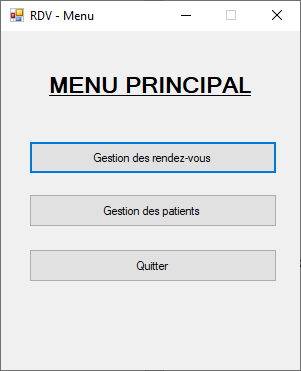 RDV - Menu
MENU PRINCIPAL
Gestion des rendez-vous
Gestion des patients
Quitter